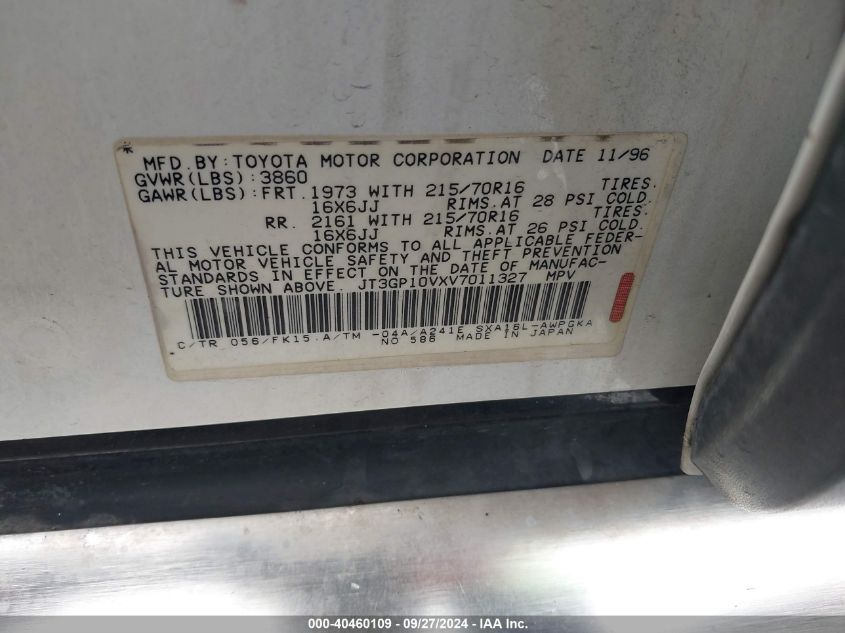 MFD. BY: TOYOTA MOTOR CORPORATION DATE 11/96
GVWR(LBS):3860
GAWR(LBS):FRT. 1973 WITH 215/70R16 TIRES.
16X6JJ RIMS.AT 28 PSI COLD.
RR. 2161 WITH 215/70R16 TIRES.
16X6JJ RIMS.AT 26 PSI COLD.
THIS VEHICLE CONFORMS TO ALL APPLICABLE FEDER-
AL MOTOR VEHICLE SAFETY AND THEFT PREVENTION
STANDARDS IN EFFECT ON THE DATE OF MANUFAC-
TURE SHOWN ABOVE. JT3GP10VXV7011327 MPV
C/TR 056/FK15.A/TM -04A/A241E SXA16L-AWPGKA
NO 586 MADE IN JAPAN
000-40460109 — 09/27/2024 - IAA Inc.